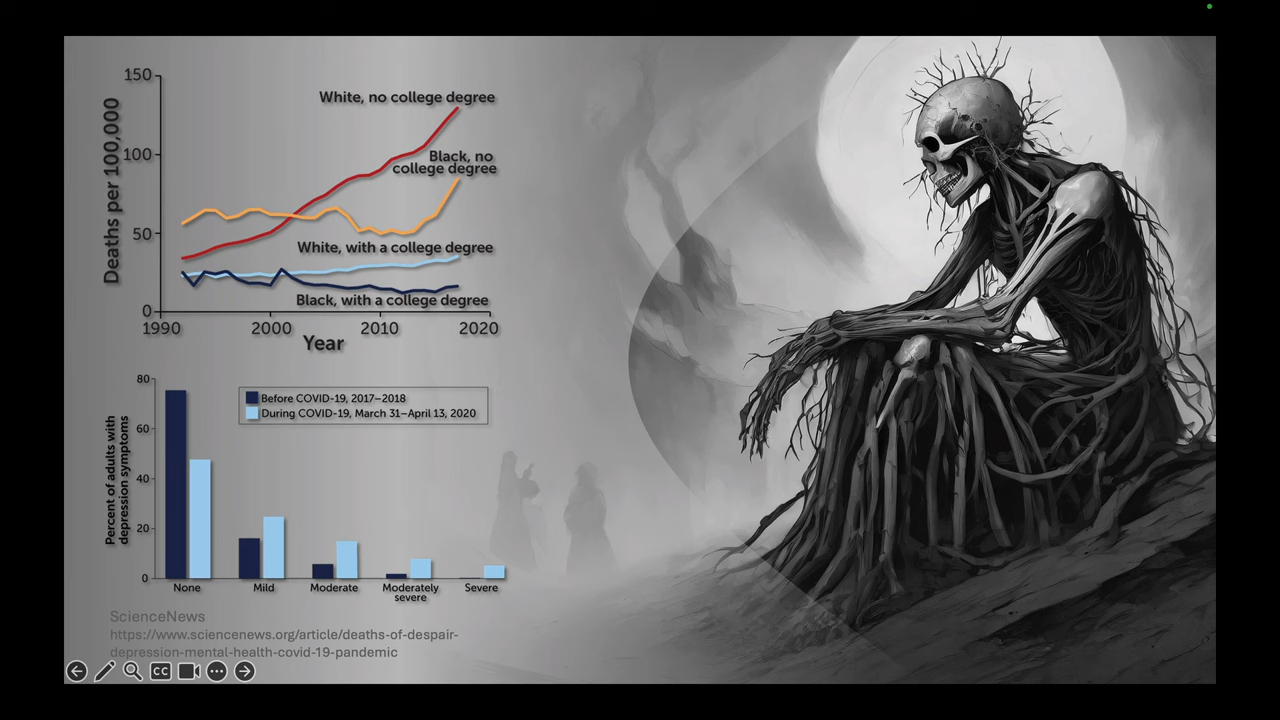 150
White, no college degree
Deaths per 100,000
Black, no
college degree
100
50
White, with a college degree
Black, with a college degree
0
1990
2000
2010
2020
Year
80
Before COVID-19, 2017–2018
During COVID-19, March 31–April 13, 2020
Percent of adults with
depression symptoms
60
40
20
0
None
Mild
Moderate
Moderately
severe
Severe
ScienceNews
https://www.sciencenews.org/article/deaths-of-despair-
depression-mental-health-covid-19-pandemic
CC